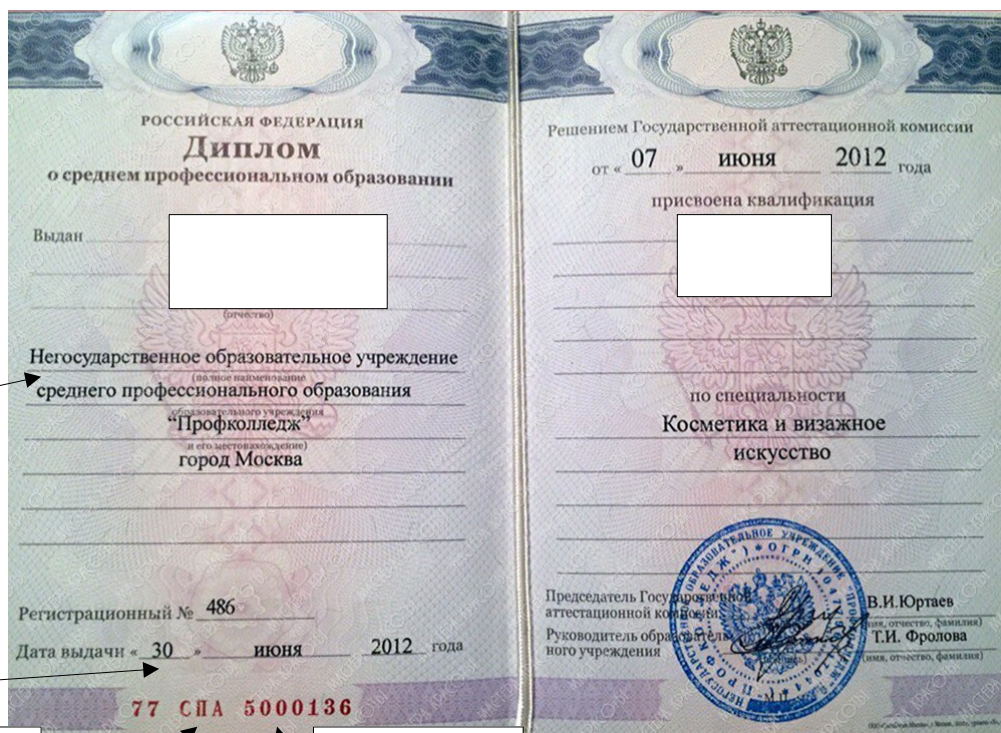 РОССИЙСКАЯ ФЕДЕРАЦИЯ
Диплом
о среднем профессиональном образовании
Выдан
(отчество)
Негосударственное образовательное учреждение
(полное наименование
среднего профессионального образования
образовательного учреждения
“Профколледж”
и его местонахождение)
город Москва
Регистрационный № 486
Дата выдачи « 30 » июня 2012 года
77 СПА 5000136
Решением Государственной аттестационной комиссии
от « 07 » июня 2012 года
присвоена квалификация
по специальности
Косметика и визажное
искусство
Председатель Государственной
аттестационной комиссии
В.И.Юртаев
отчество, фамилия)
Руководитель образователь-
ного учреждения
Т.И. Фролова
(имя, отчество, фамилия)
М.П.